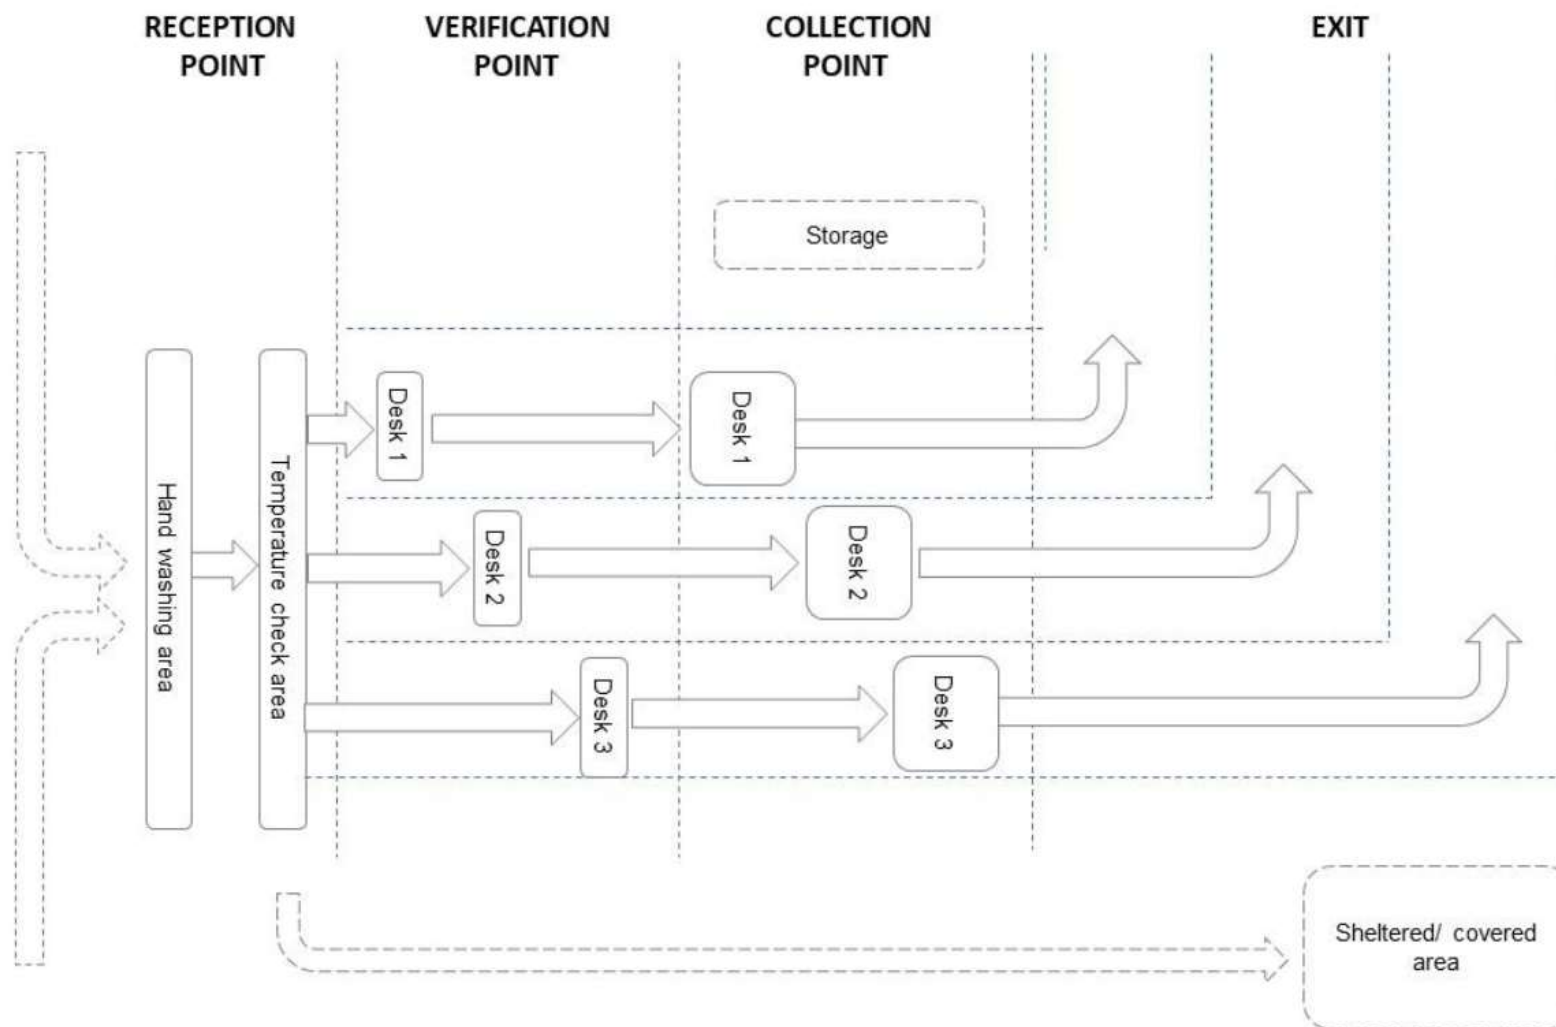 RECEPTION
POINT
VERIFICATION
POINT
COLLECTION
POINT
EXIT
Storage
Hand washing area
Temperature check area
Desk 1
Desk 1
Desk 2
Desk 2
Desk 3
Desk 3
Sheltered/ covered
area